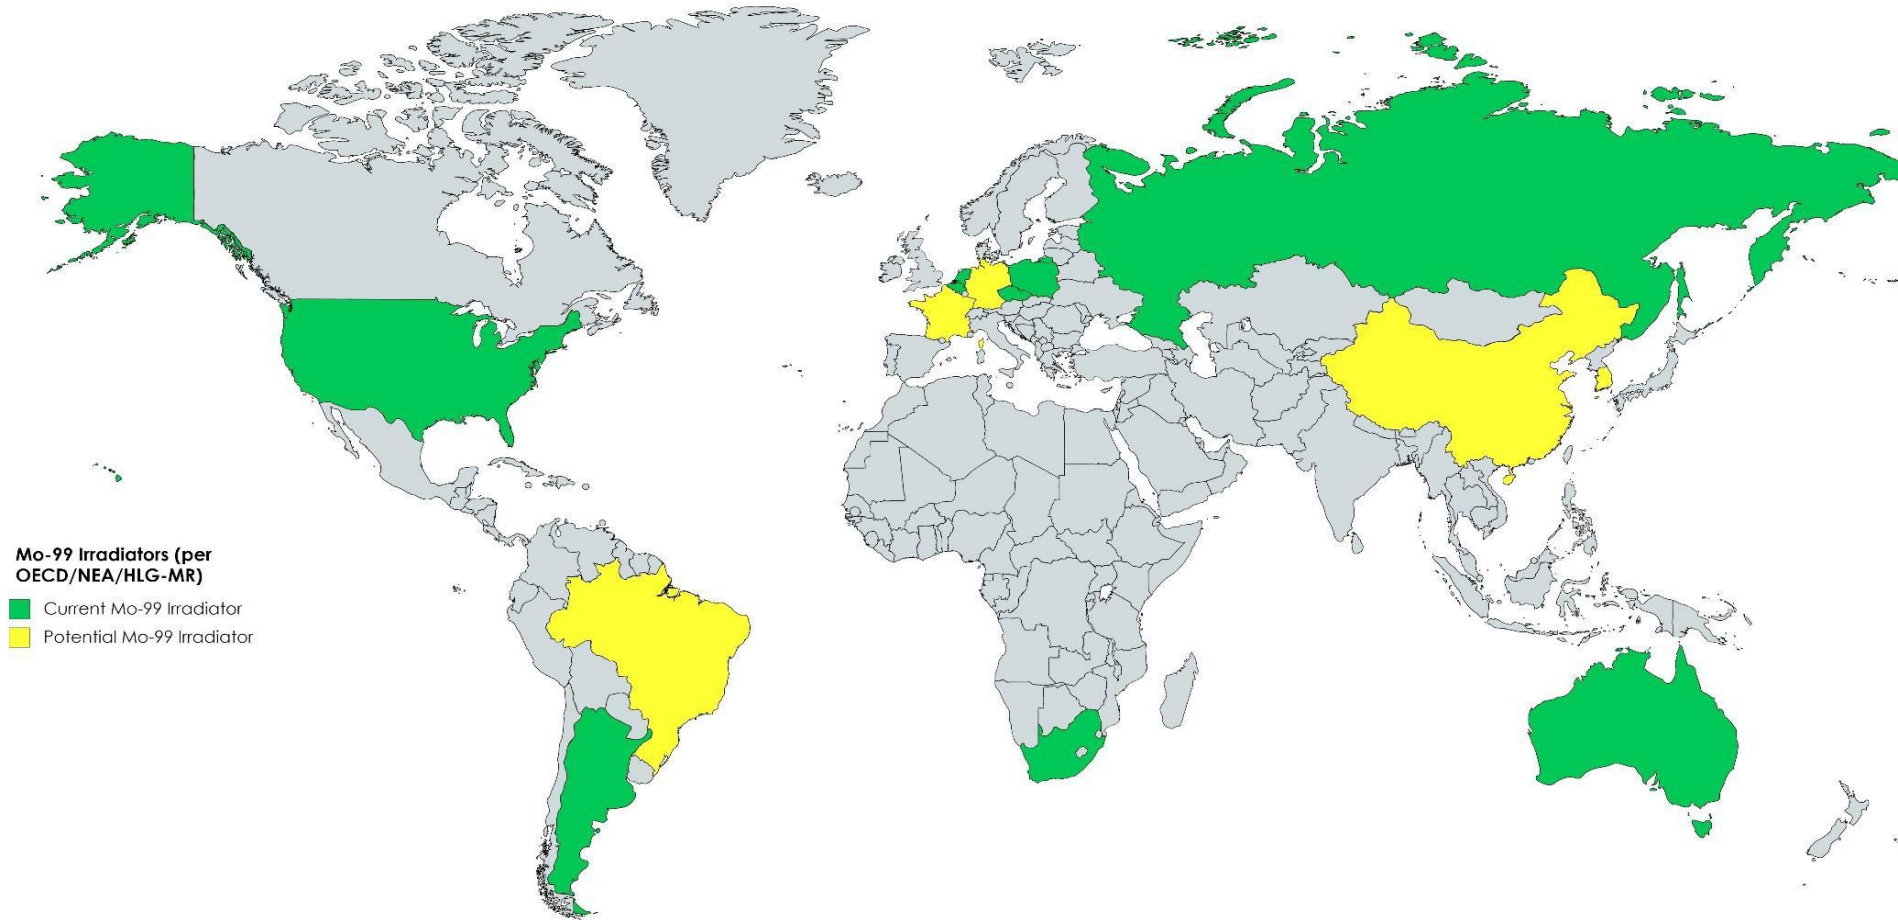 Mo-99 Irradiators (per
OECD/NEA/HLG-MR)
Current Mo-99 Irradiator
Potential Mo-99 Irradiator